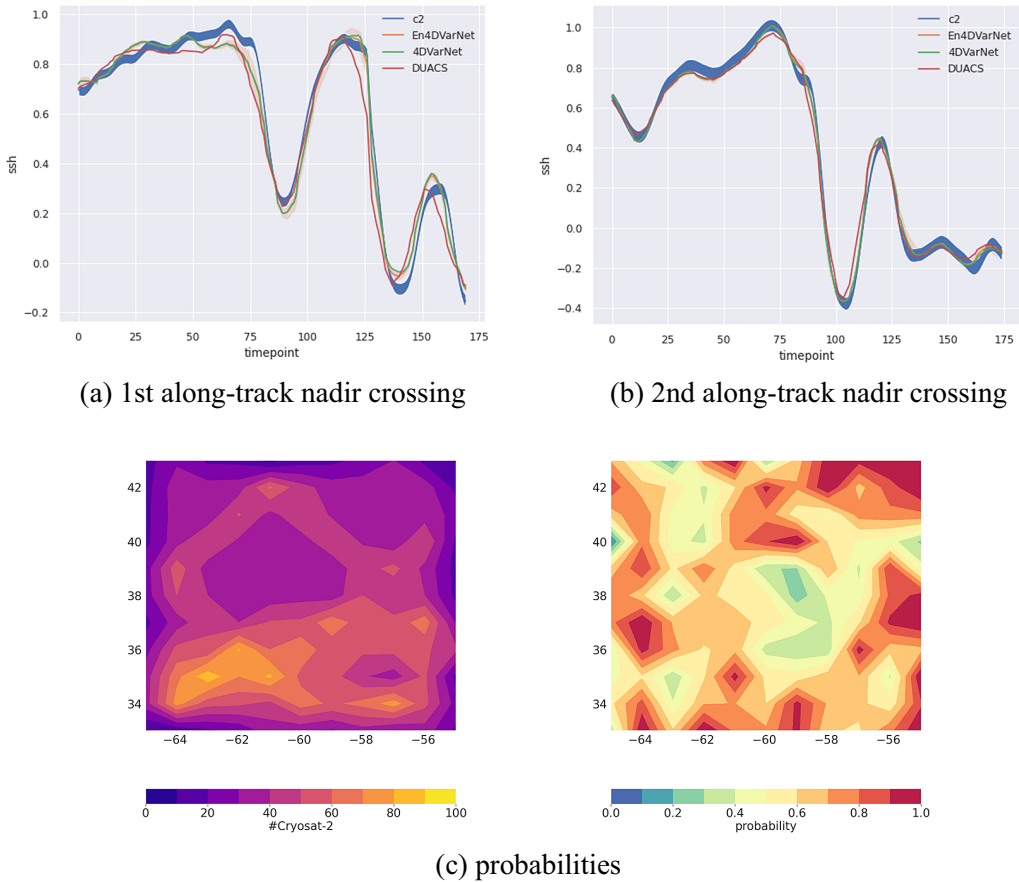 c2
En4DVarNet
4DVarNet
DUACS
1.0
0.8
0.6
0.4
0.2
0.0
−0.2
ssh
0 25 50 75 100 125 150 175
timepoint
(a) 1st along-track nadir crossing
c2
En4DVarNet
4DVarNet
DUACS
1.0
0.8
0.6
0.4
0.2
0.0
−0.2
−0.4
ssh
0 25 50 75 100 125 150 175
timepoint
(b) 2nd along-track nadir crossing
42
40
38
36
34
−64 −62 −60 −58 −56
0 20 40 60 80 100
#Cryosat-2
42
40
38
36
34
−64 −62 −60 −58 −56
0.0 0.2 0.4 0.6 0.8 1.0
probability
(c) probabilities